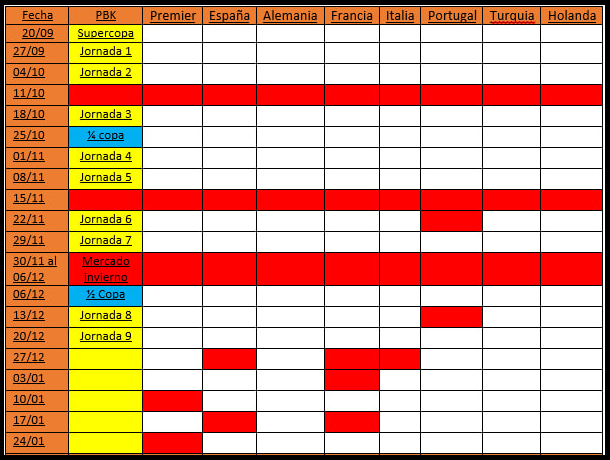 Fecha PBK Premier España Alemania Francia Italia Portugal Turquia Holanda
20/09 Supercopa
27/09 Jornada 1
04/10 Jornada 2
11/10
18/10 Jornada 3
25/10 ¼ copa
01/11 Jornada 4
08/11 Jornada 5
15/11
22/11 Jornada 6
29/11 Jornada 7
30/11 al Mercado
06/12 Invierno
06/12 ½ Copa
13/12 Jornada 8
20/12 Jornada 9
27/12
03/01
10/01
17/01
24/01